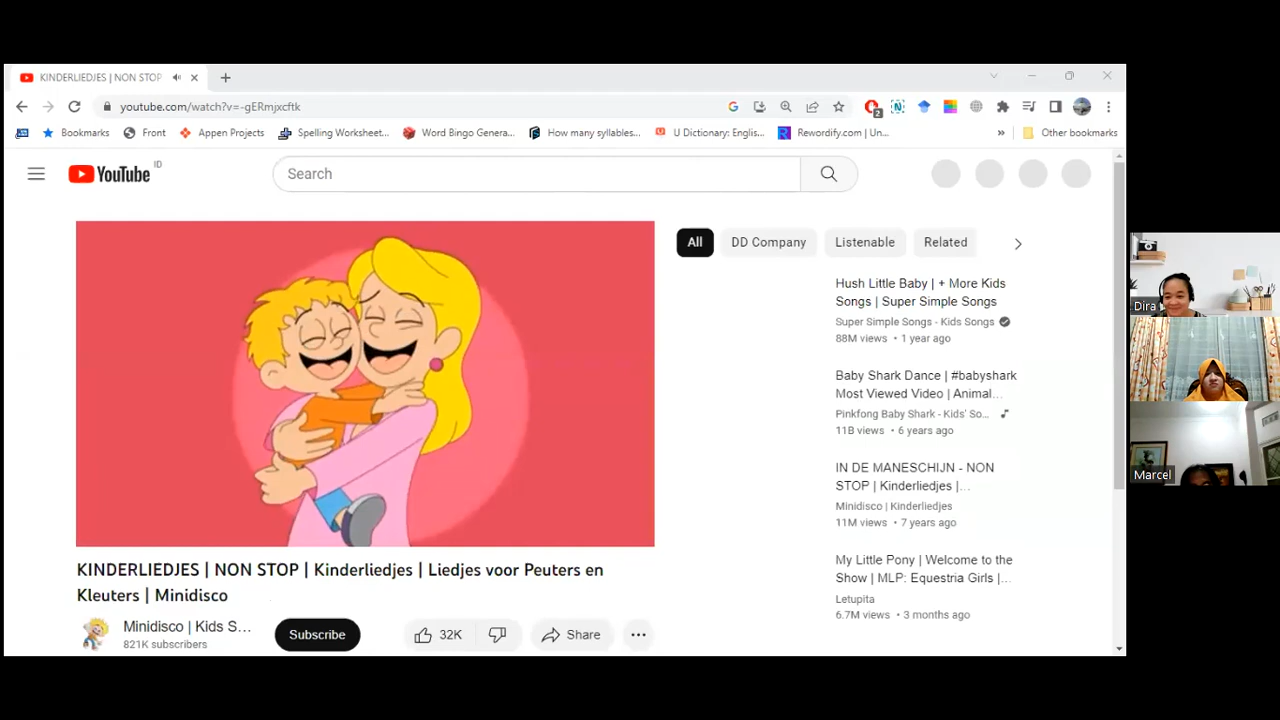 KINDERLIEDJES | NON STOP
youtube.com/watch?v=-gERmjxcftk
2
Bookmarks Front Appen Projects Spelling Worksheet... Word Bingo Genera... How many syllables... U Dictionary: Englis... Rewordify.com | Un... » Other bookmarks
YouTube ID
Search
All DD Company Listenable Related
Hush Little Baby | + More Kids
Songs | Super Simple Songs
Super Simple Songs - Kids Songs
88M views • 1 year ago
Baby Shark Dance | #babyshark
Most Viewed Video | Animal...
Pinkfong Baby Shark - Kids' So...
11B views • 6 years ago
IN DE MANESCHIJN - NON
STOP | Kinderliedjes |...
Minidisco | Kinderliedjes
11M views • 7 years ago
My Little Pony | Welcome to the
Show | MLP: Equestria Girls |...
Letupita
6.7M views • 3 months ago
KINDERLIEDJES | NON STOP | Kinderliedjes | Liedjes voor Peuters en
Kleuters | Minidisco
Minidisco | Kids S...
821K subscribers
Subscribe
32K
Share
Dira
Marcel